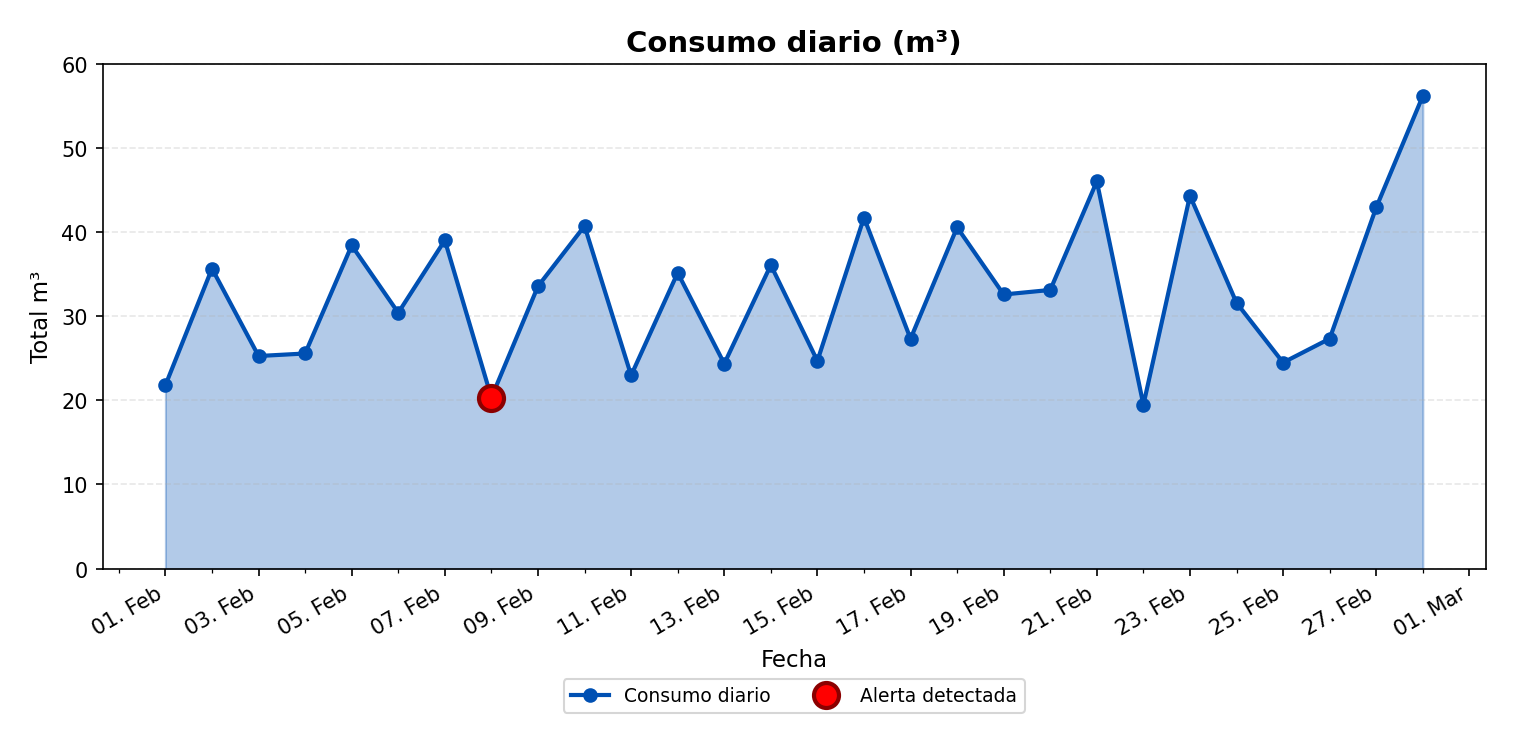 Consumo diario (m³)
60
50
40
30
20
10
0
Total m³
01. Feb
03. Feb
05. Feb
07. Feb
09. Feb
11. Feb
13. Feb
15. Feb
17. Feb
19. Feb
21. Feb
23. Feb
25. Feb
27. Feb
01. Mar
Fecha
Consumo diario
Alerta detectada